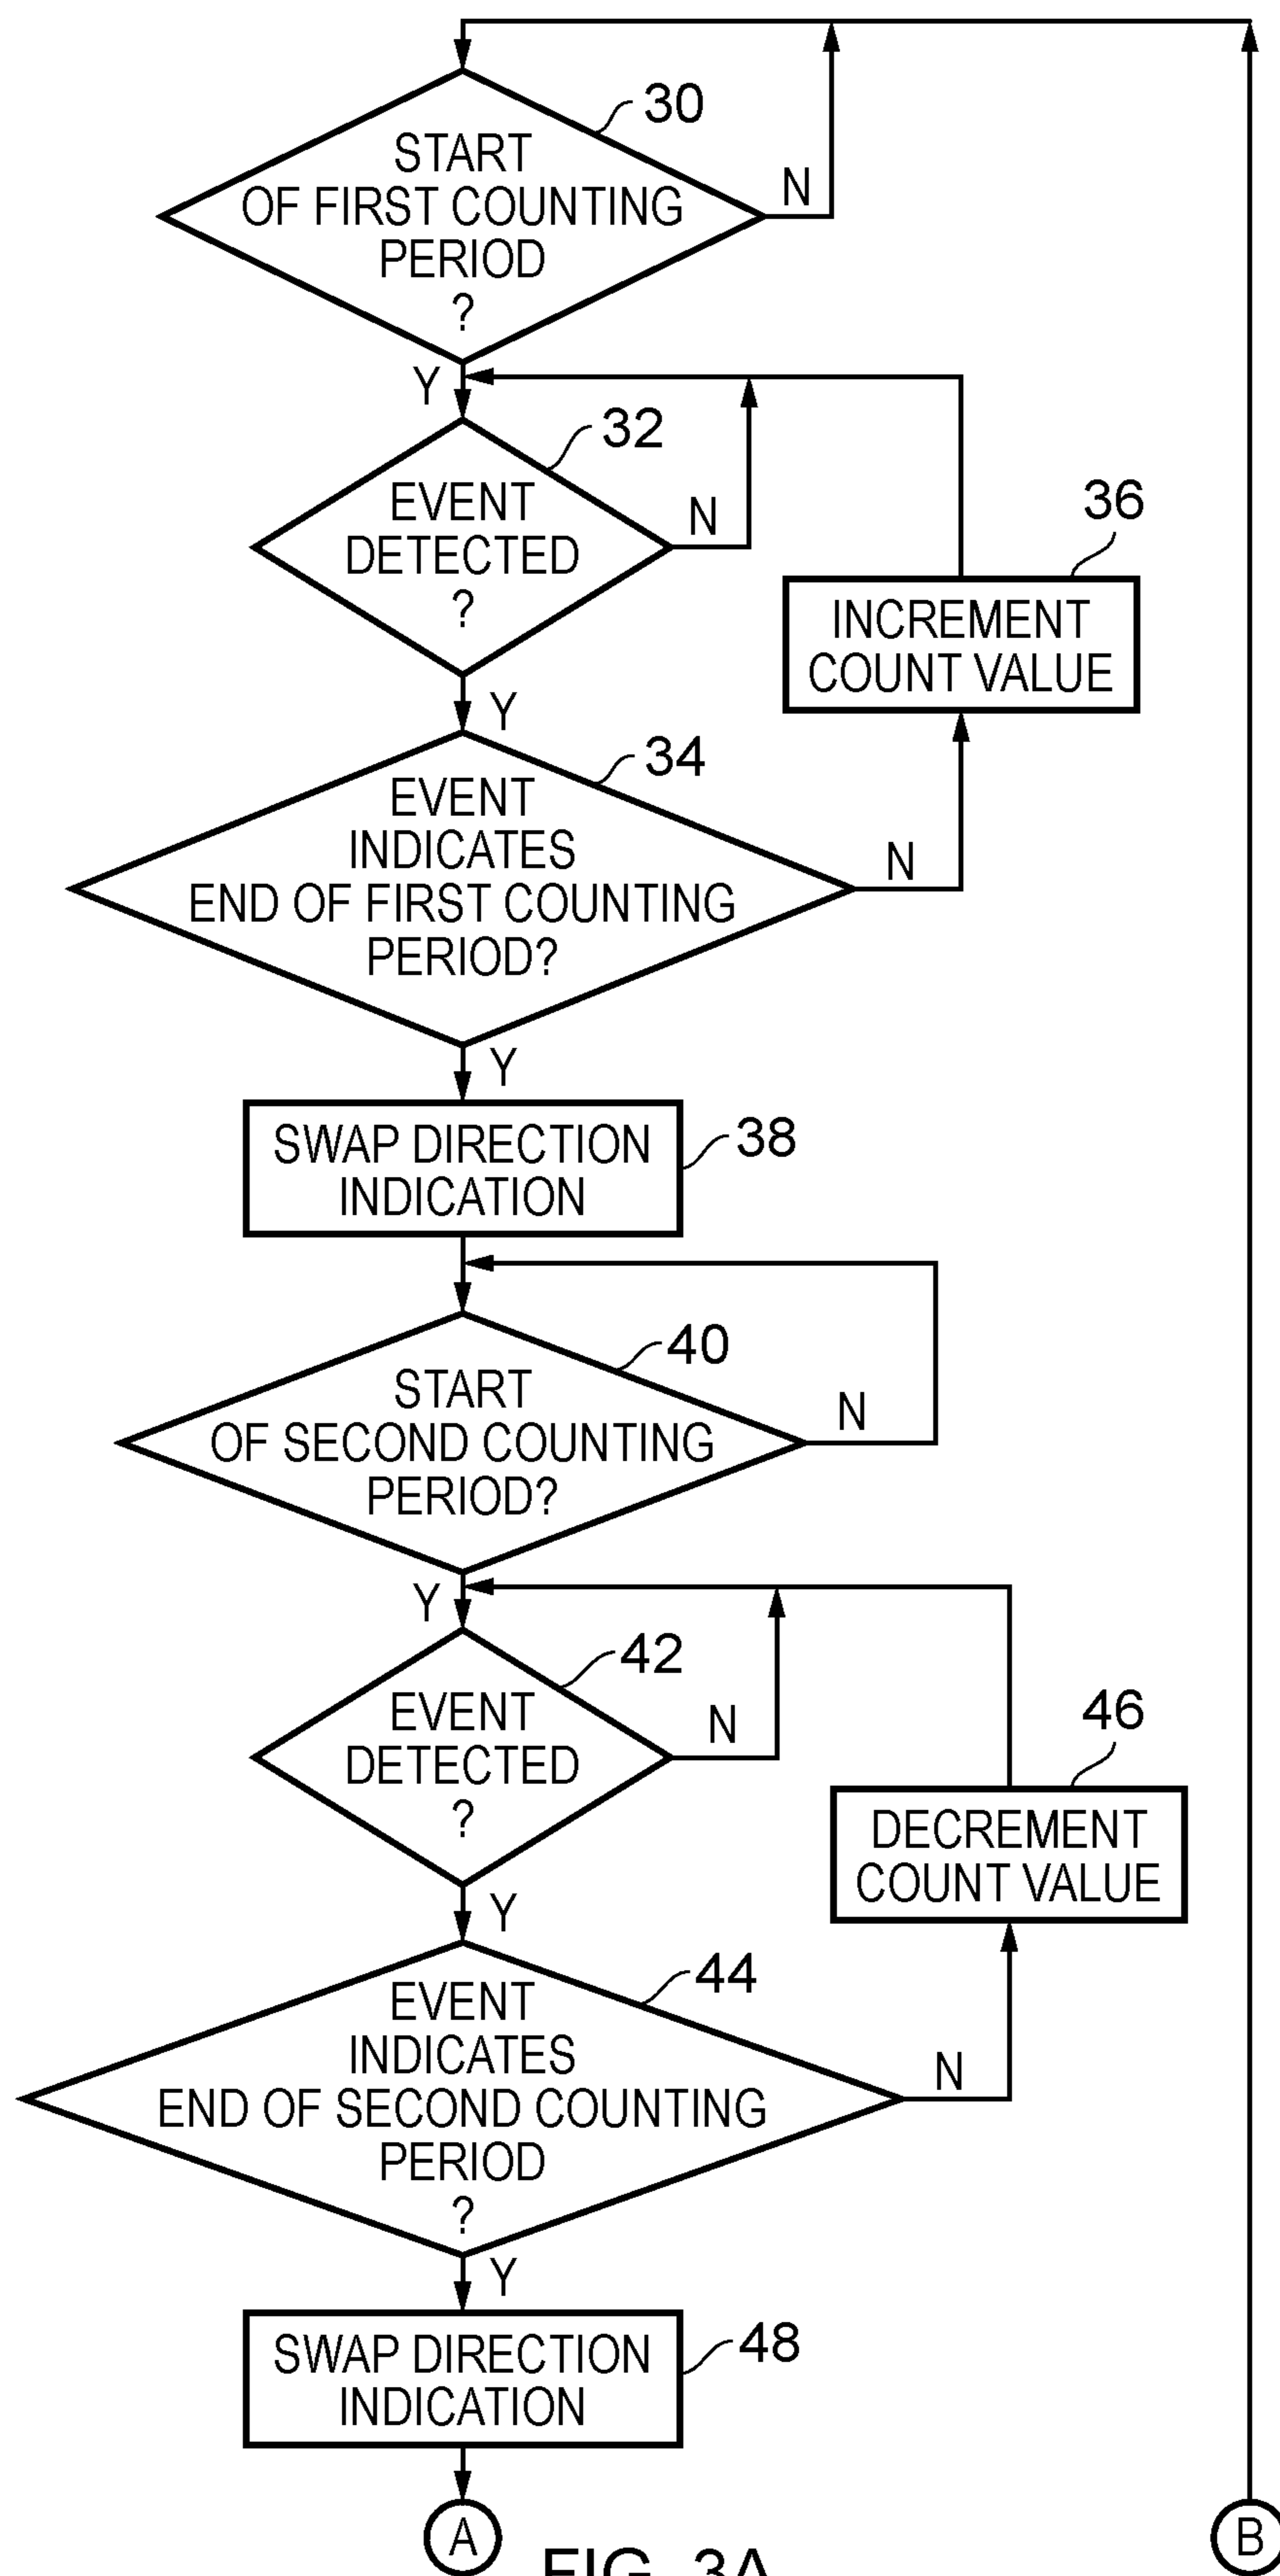 30
START
OF FIRST COUNTING
PERIOD
?
N
Y
32
EVENT
DETECTED
?
N
36
INCREMENT
COUNT VALUE
Y
34
EVENT
INDICATES
END OF FIRST COUNTING
PERIOD?
N
Y
SWAP DIRECTION
INDICATION
38
40
START
OF SECOND COUNTING
PERIOD?
N
Y
42
EVENT
DETECTED
?
N
46
DECREMENT
COUNT VALUE
Y
44
EVENT
INDICATES
END OF SECOND COUNTING
PERIOD
?
N
Y
SWAP DIRECTION
INDICATION
48
A
B
FIG. 3A